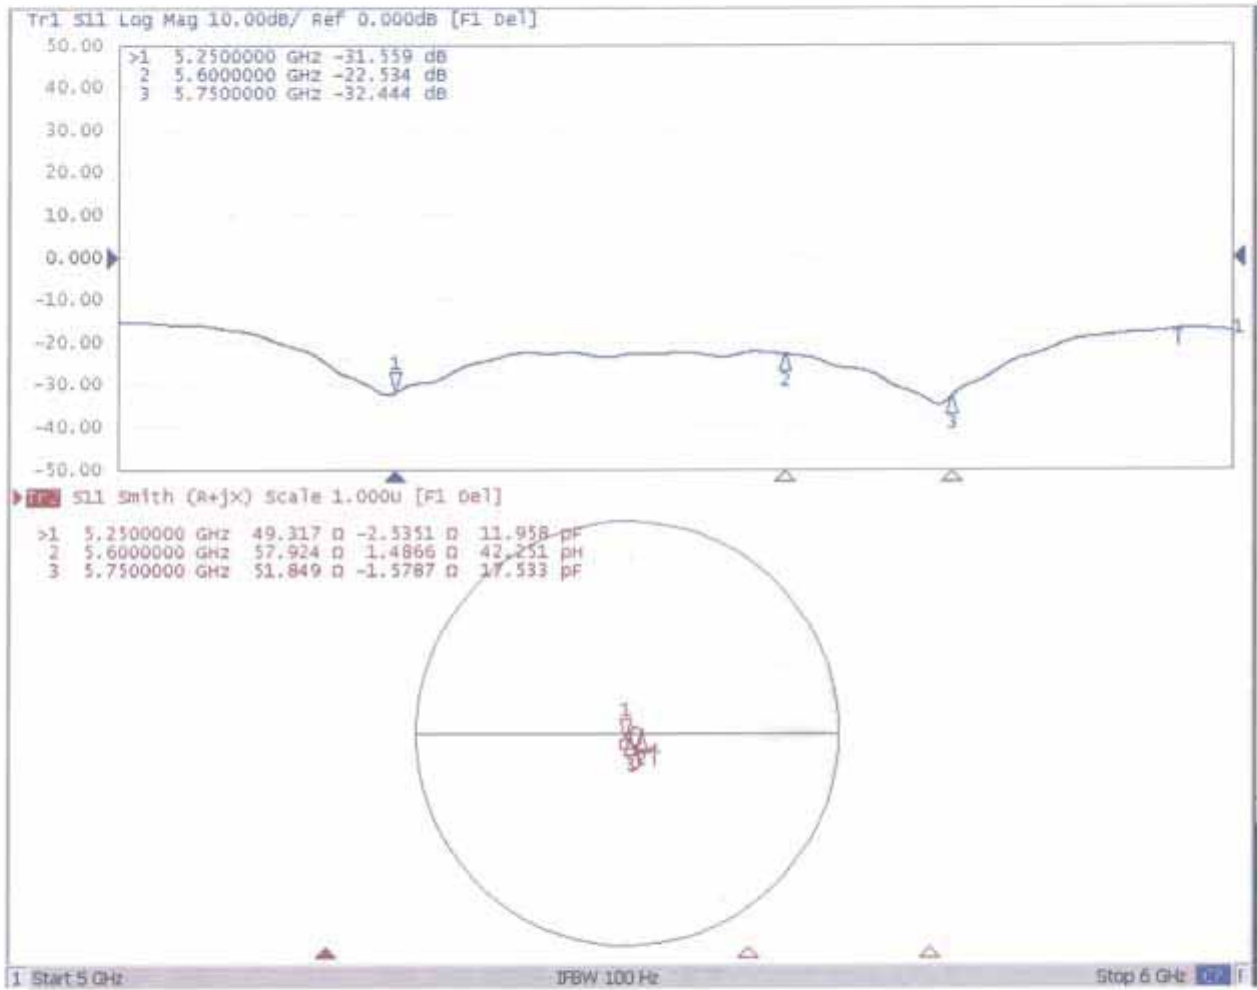 Tr1 S11 Log Mag 10.00dB/ Ref 0.000dB [F1 Del]
50.00
>1 5.2500000 GHz -31.559 dB
2 5.6000000 GHz -22.534 dB
40.00
3 5.7500000 GHz -32.444 dB
30.00
20.00
10.00
0.000
-10.00
1
-20.00
1
2
-30.00
3
-40.00
-50.00
Tr2 S11 Smith (R+jX) Scale 1.000U [F1 Del]
>1 5.2500000 GHz 49.317 Ω -2.5351 Ω 11.958 pF
2 5.6000000 GHz 57.924 Ω 1.4866 Ω 42.251 pH
3 5.7500000 GHz 51.849 Ω -1.5787 Ω 17.533 pF
1
1 Start 5 GHz IFBW 100 Hz Stop 6 GHz